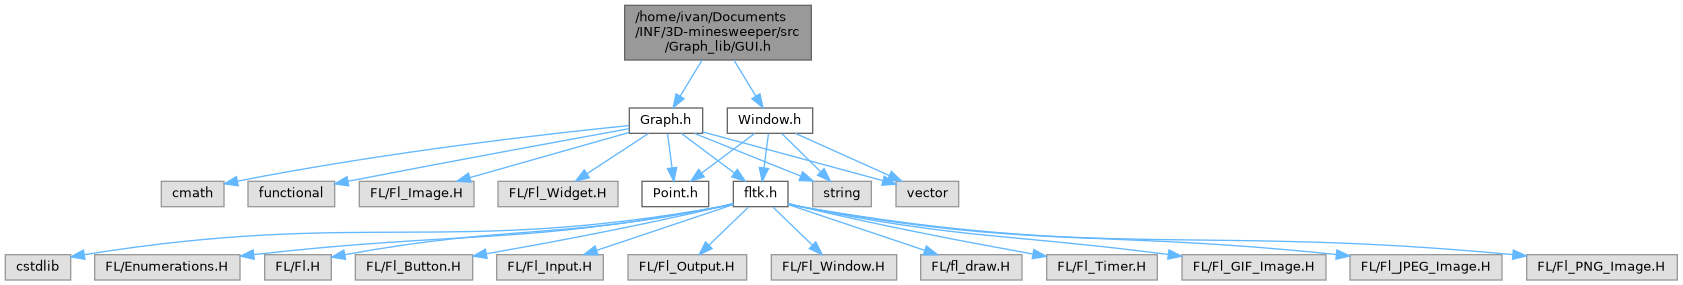 /home/ivan/Documents
/INF/3D-minesweeper/src
/Graph_lib/GUI.h
Graph.h
Window.h
cmath
functional
FL/Fl_Image.H
FL/Fl_Widget.H
Point.h
fltk.h
string
vector
cstdlib
FL/Enumerations.H
FL/Fl.H
FL/Fl_Button.H
FL/Fl_Input.H
FL/Fl_Output.H
FL/Fl_Window.H
FL/fl_draw.H
FL/Fl_Timer.H
FL/Fl_GIF_Image.H
FL/Fl_JPEG_Image.H
FL/Fl_PNG_Image.H